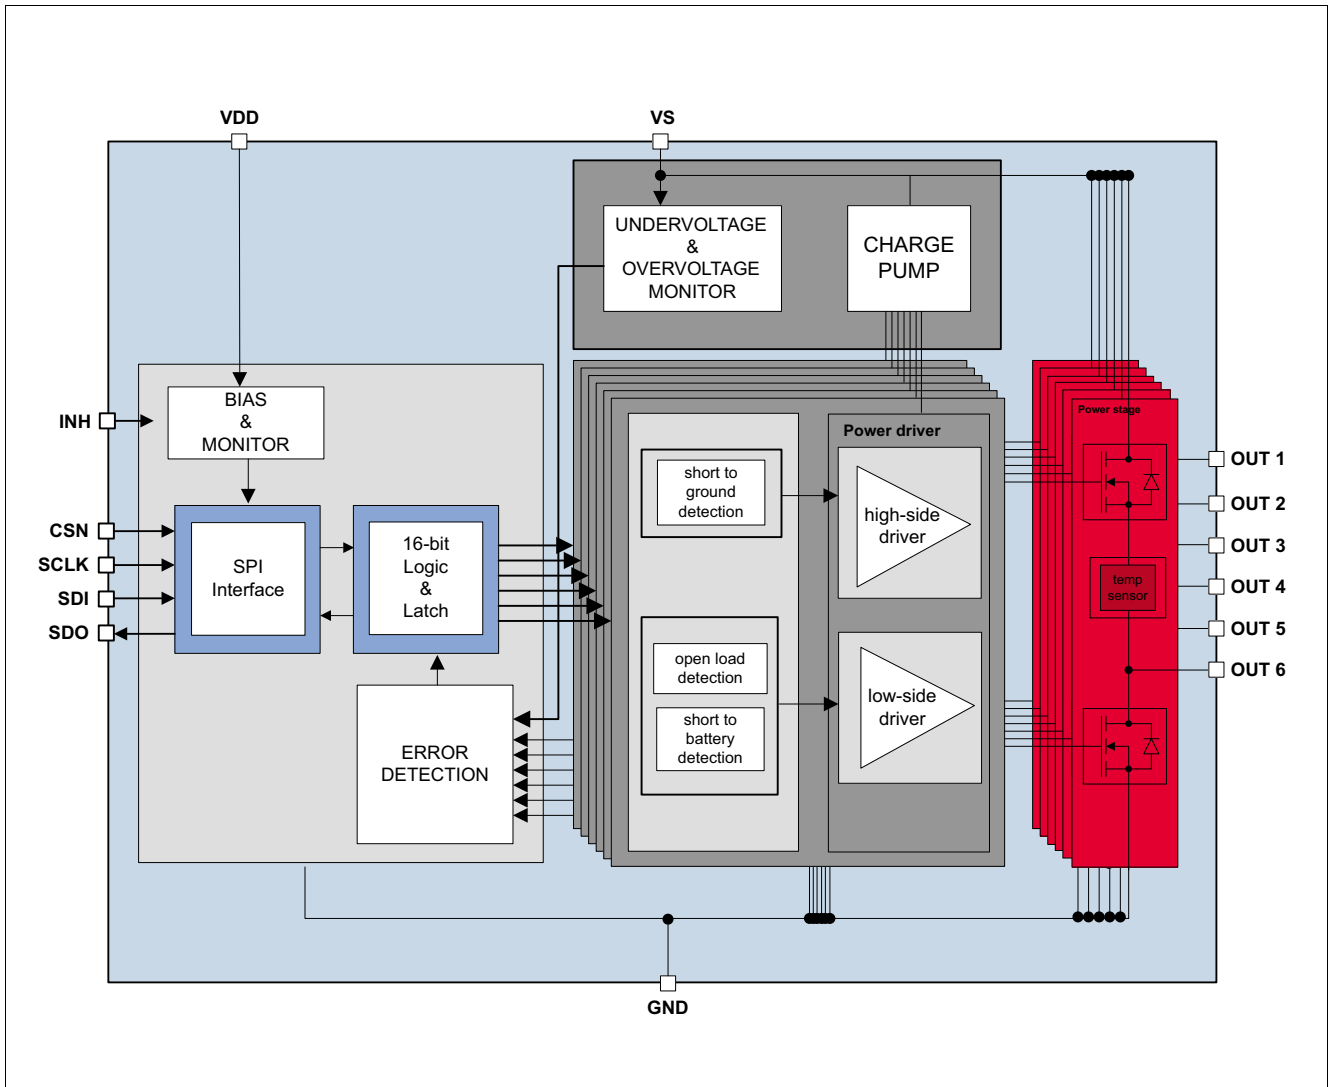 VDD
VS
UNDERVOLTAGE
&
OVERVOLTAGE
MONITOR
CHARGE
PUMP
INH
BIAS
&
MONITOR
CSN
SCLK
SDI
SDO
SPI
Interface
16-bit
Logic
&
Latch
ERROR
DETECTION
short to
ground
detection
open load
detection
short to
battery
detection
Power driver
high-side
driver
low-side
driver
Power stage
temp
sensor
OUT 1
OUT 2
OUT 3
OUT 4
OUT 5
OUT 6
GND